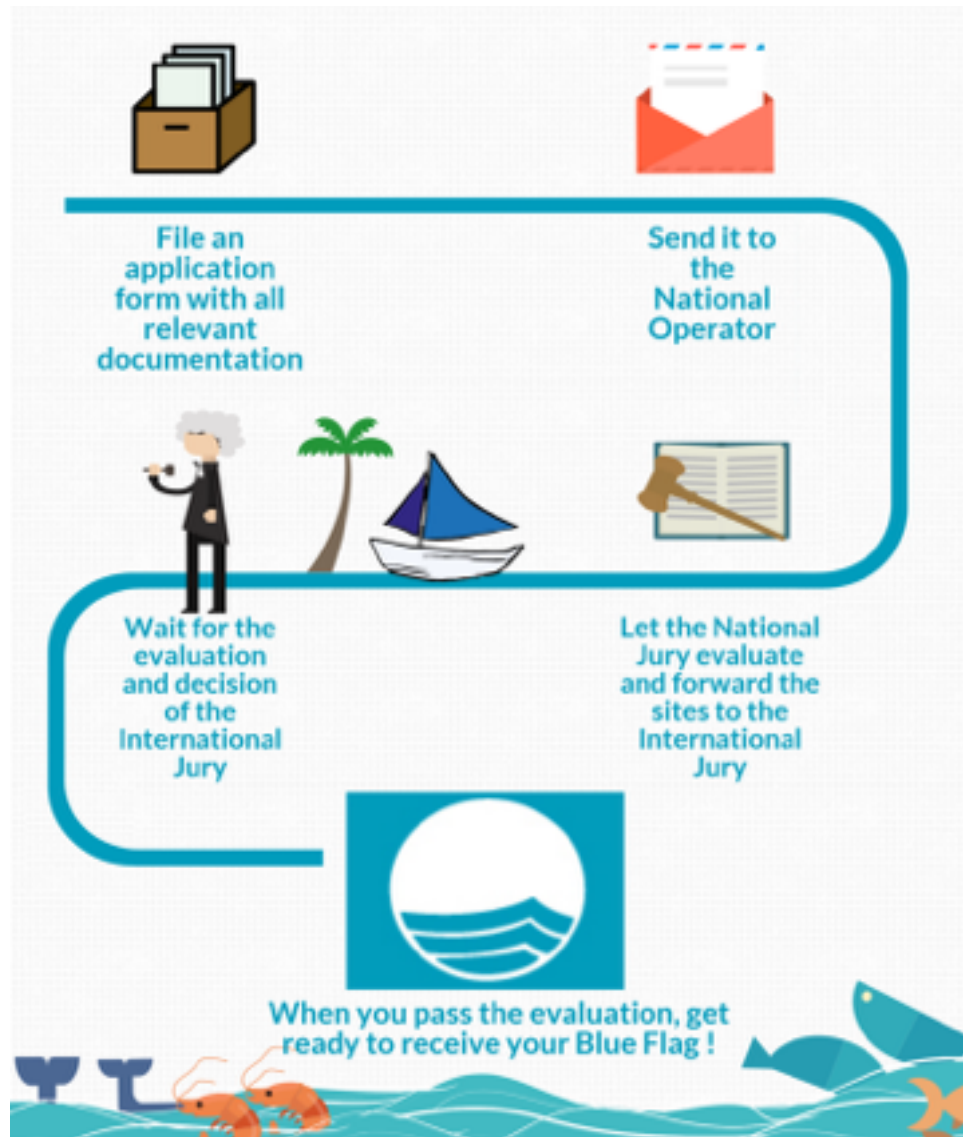 File an
application
form with all
relevant
documentation
Send it to
the
National
Operator
Let the National
Jury evaluate
and forward the
sites to the
International
Jury
Wait for the
evaluation
and decision
of the
International
Jury
When you pass the evaluation, get
ready to receive your Blue Flag !